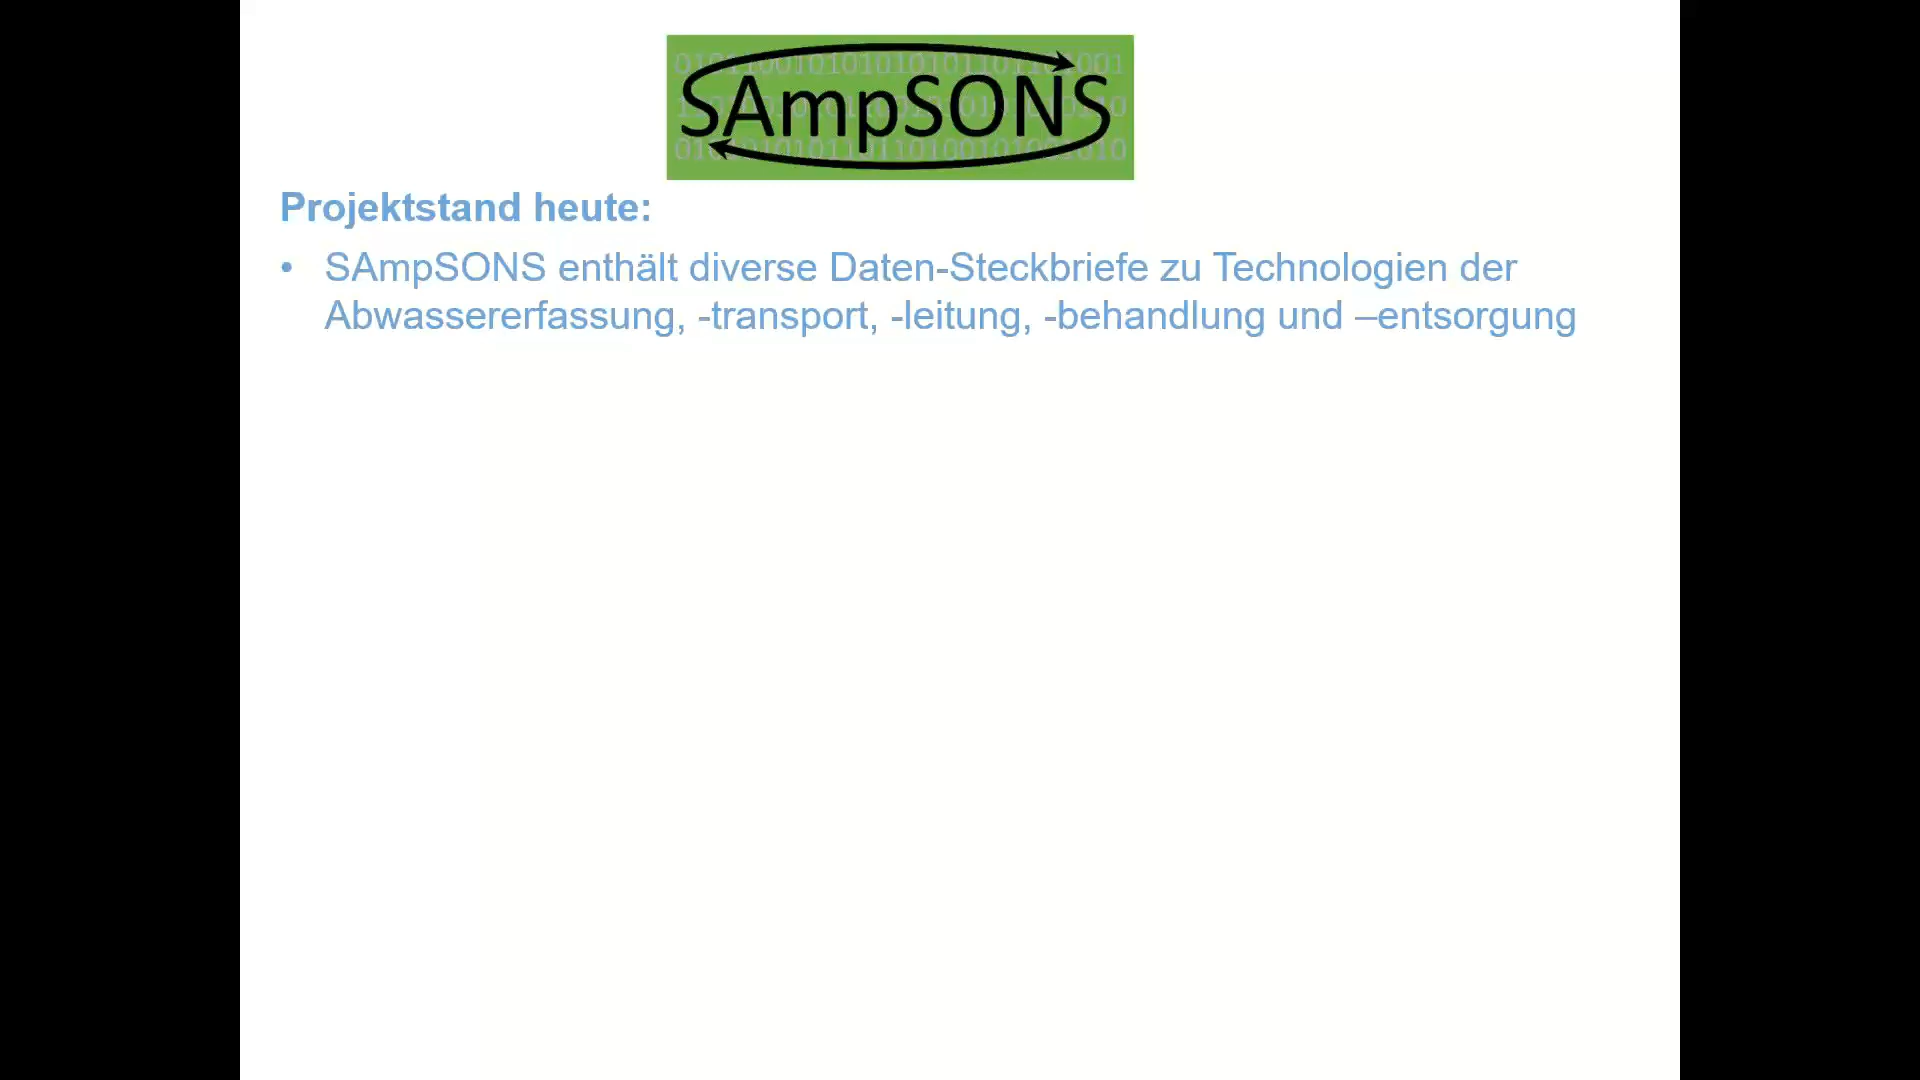 SAmpSONS
Projektstand heute:
• SAmpSONS enthält diverse Daten-Steckbriefe zu Technologien der
Abwassererfassung, -transport, -leitung, -behandlung und –entsorgung